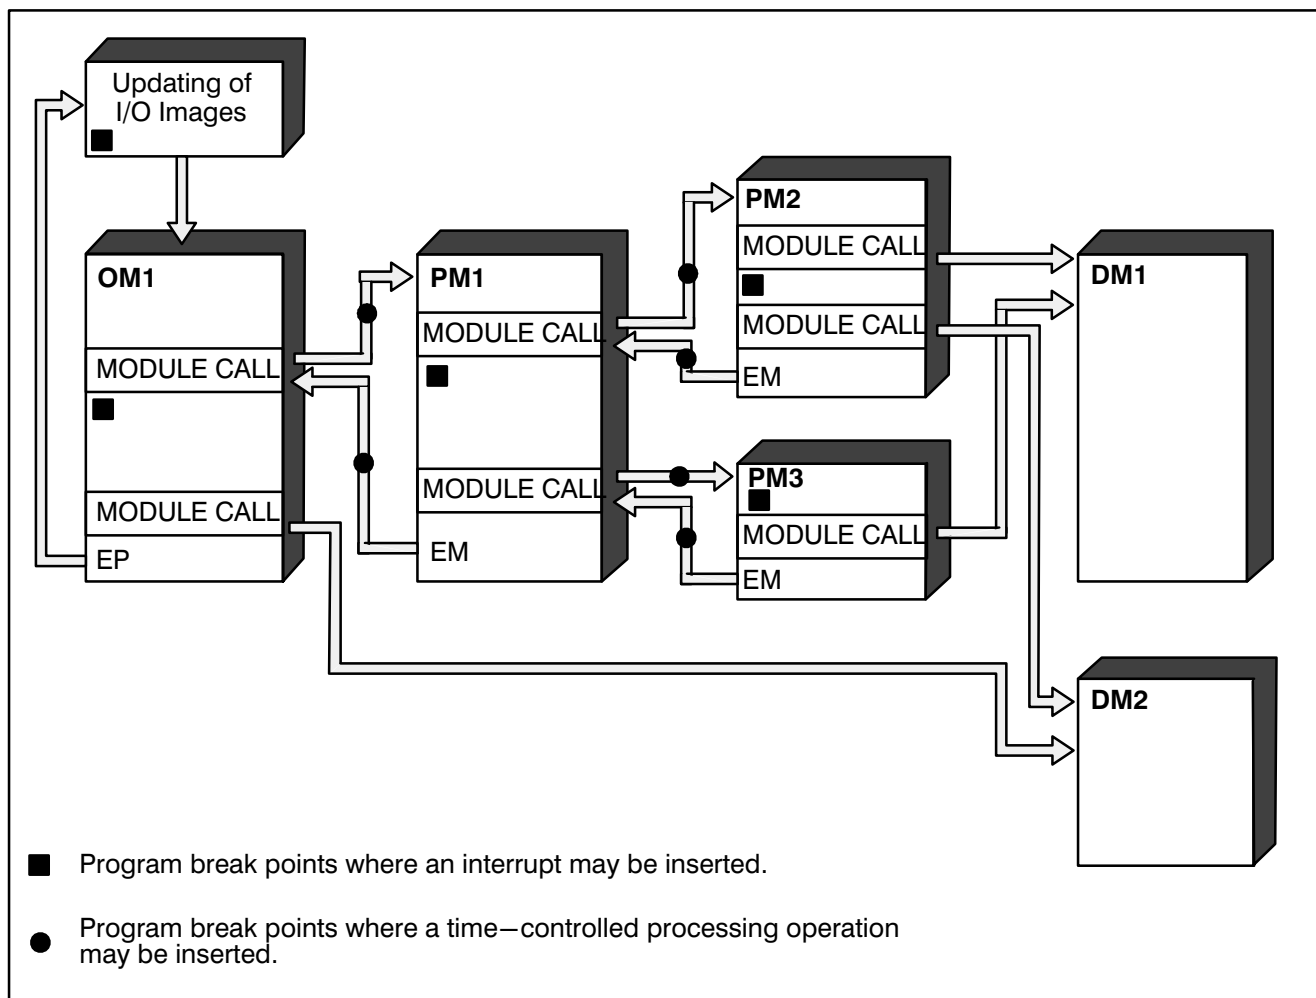 Updating of
I/O Images
OM1
MODULE CALL
MODULE CALL
EP
PM1
MODULE CALL
MODULE CALL
EM
PM2
MODULE CALL
MODULE CALL
EM
PM3
MODULE CALL
EM
DM1
DM2
Program break points where an interrupt may be inserted.
Program break points where a time−controlled processing operation
may be inserted.